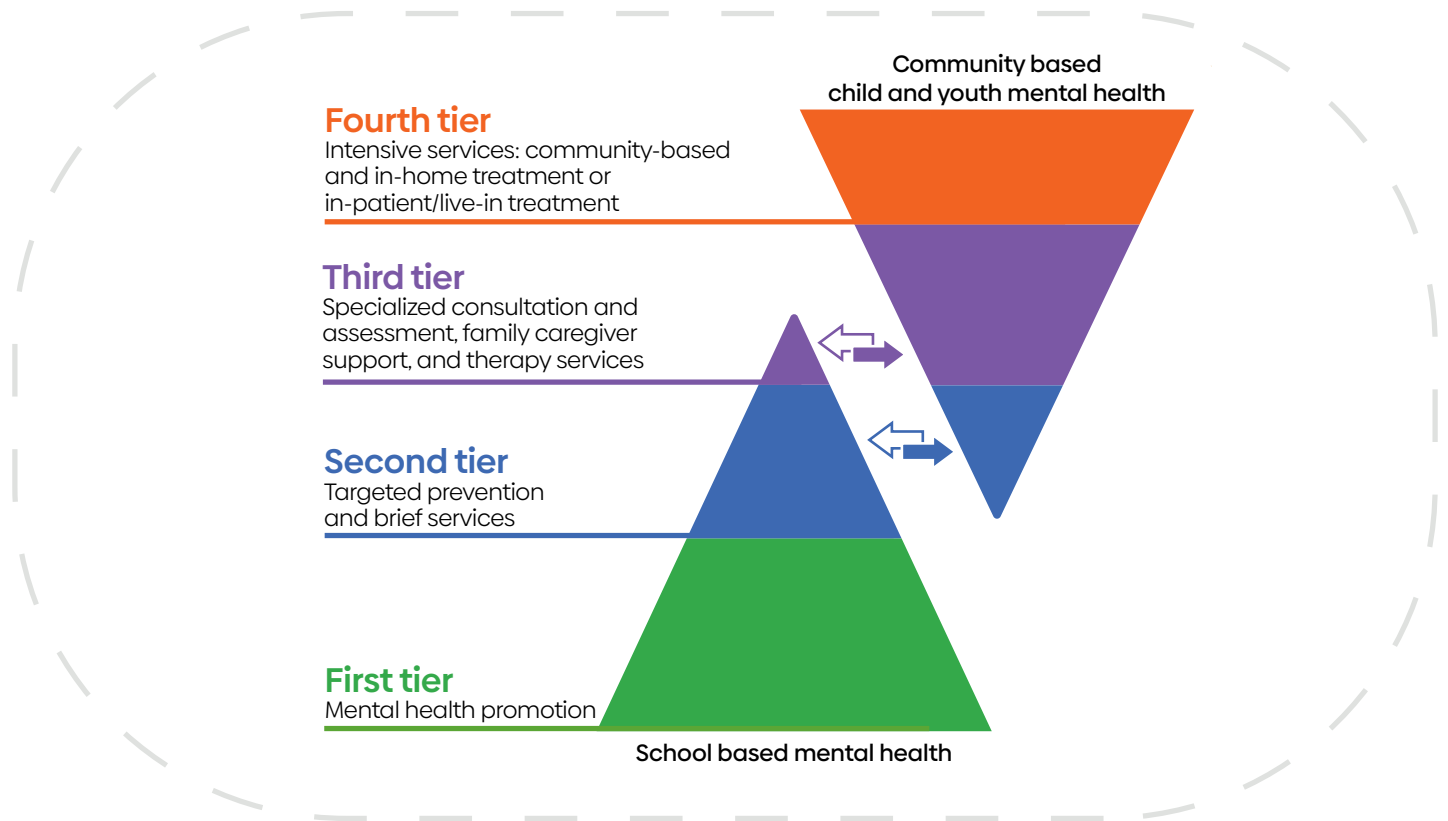 Community based
child and youth mental health
Fourth tier
Intensive services: community-based
and in-home treatment or
in-patient/live-in treatment
Third tier
Specialized consultation and
assessment, family caregiver
support, and therapy services
Second tier
Targeted prevention
and brief services
First tier
Mental health promotion
School based mental health